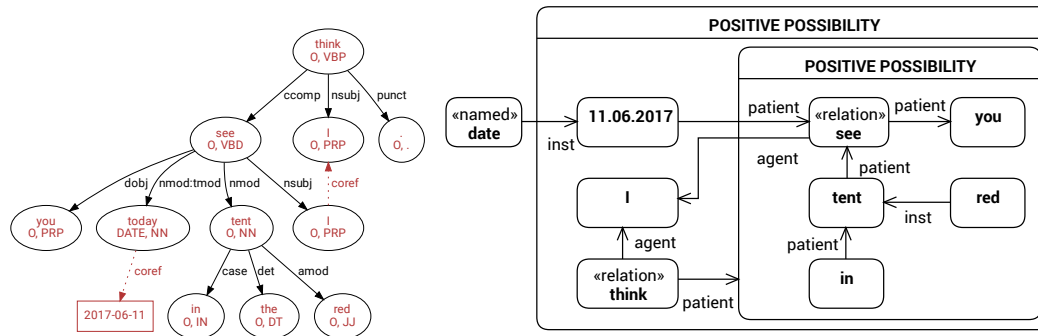 think
O, VBP
ccomp
nsubj
punct
see
O, VBD
I
O, PRP
.
O, .
dobj
nmod:tmod
nmod
nsubj
coref
you
O, PRP
today
DATE, NN
tent
O, NN
I
O, PRP
coref
case
det
amod
2017-06-11
in
O, IN
the
O, DT
red
O, JJ
POSITIVE POSSIBILITY
POSITIVE POSSIBILITY
«named»
date
inst
11.06.2017
patient
«relation»
see
patient
you
agent
patient
I
tent
inst
red
agent
patient
«relation»
think
patient
in